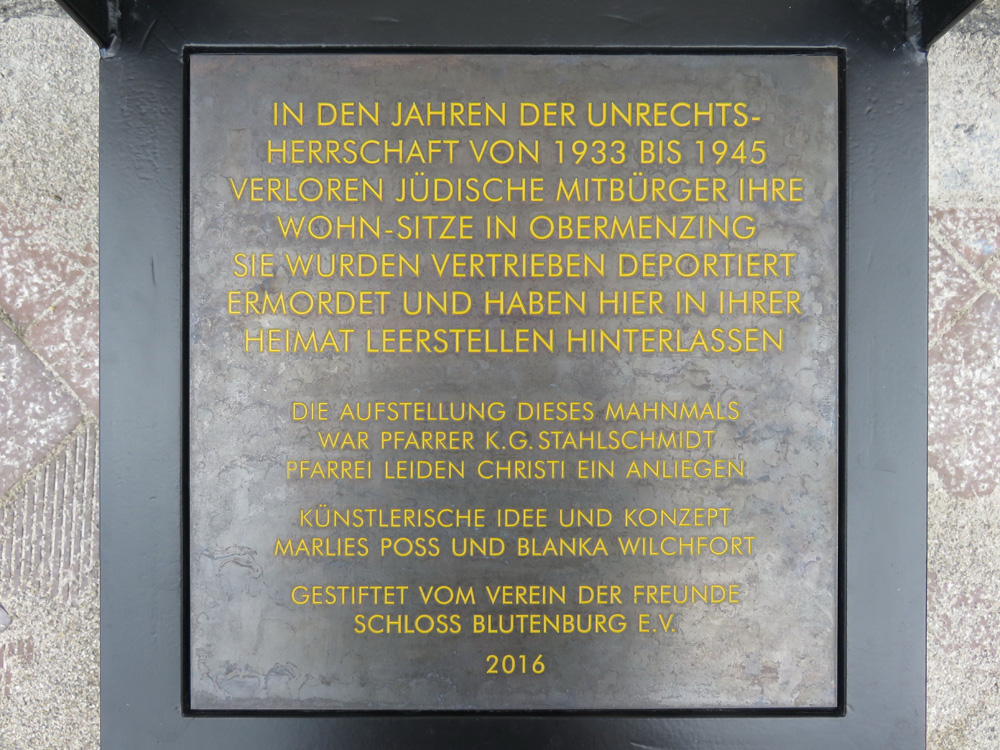 IN DEN JAHREN DER UNRECHTS-
HERRSCHAFT VON 1933 BIS 1945
VERLOREN JÜDISCHE MITBÜRGER IHRE
WOHN-SITZE IN OBERMENZING
SIE WURDEN VERTRIEBEN DEPORTIERT
ERMORDET UND HABEN HIER IN IHRER
HEIMAT LEERSTELLEN HINTERLASSEN
DIE AUFSTELLUNG DIESES MAHNMALS
WAR PFARRER K.G. STAHLSCHMIDT
PFARREI LEIDEN CHRISTI EIN ANLIEGEN
KÜNSTLERISCHE IDEE UND KONZEPT
MARLIES POSS UND BLANKA WILCHFORT
GESTIFTET VOM VEREIN DER FREUNDE
SCHLOSS BLUTENBURG E.V.
2016